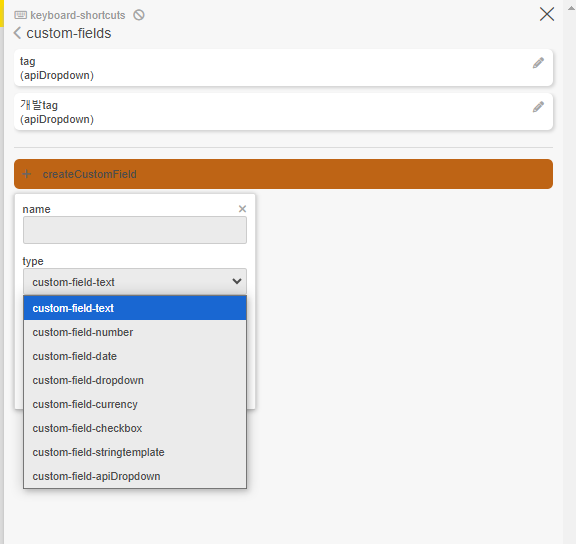 keyboard-shortcuts
custom-fields
tag
(apiDropdown)
개발tag
(apiDropdown)
createCustomField
name
type
custom-field-text
custom-field-text
custom-field-number
custom-field-date
custom-field-dropdown
custom-field-currency
custom-field-checkbox
custom-field-stringtemplate
custom-field-apiDropdown